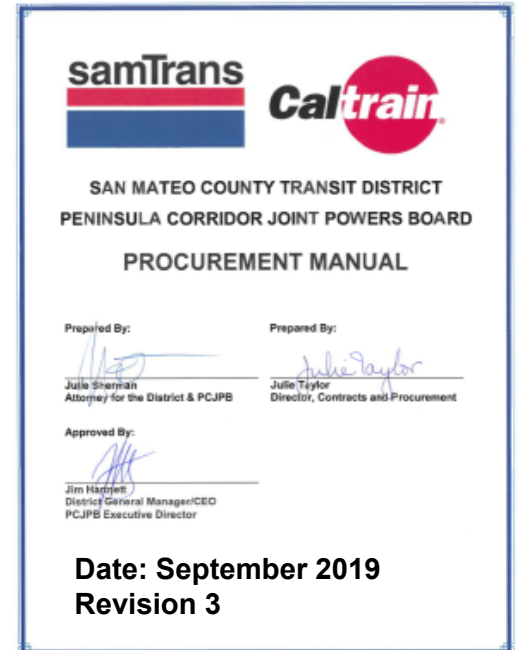 samTrans
Caltrain
SAN MATEO COUNTY TRANSIT DISTRICT
PENINSULA CORRIDOR JOINT POWERS BOARD
PROCUREMENT MANUAL
Prepared By:
Julie Sherman
Attorney for the District & PCJPB
Prepared By:
Julie Taylor
Julie Taylor
Director, Contracts and Procurement
Approved By:
Jim Hartnett
District General Manager/CEO
PCJPB Executive Director
Date: September 2019
Revision 3